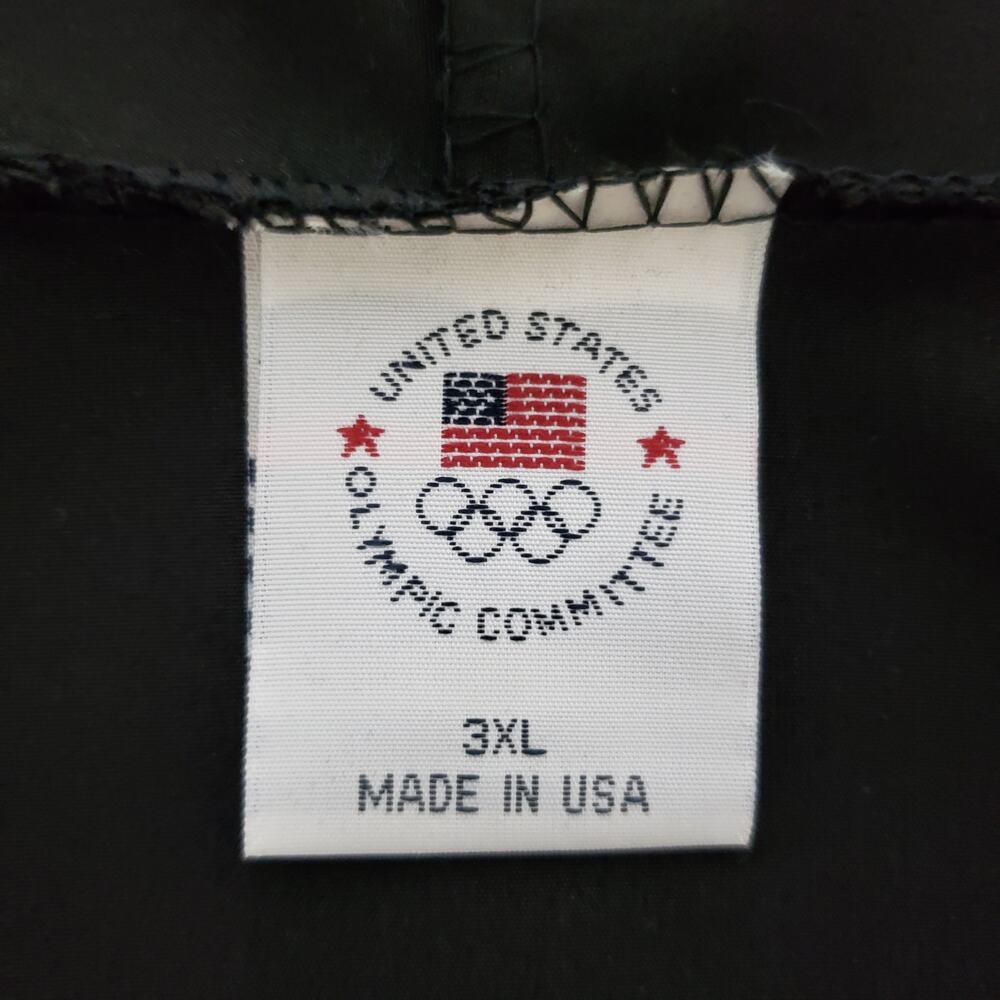 UNITED STATES
OLYMPIC COMMITTEE
3XL
MADE IN USA